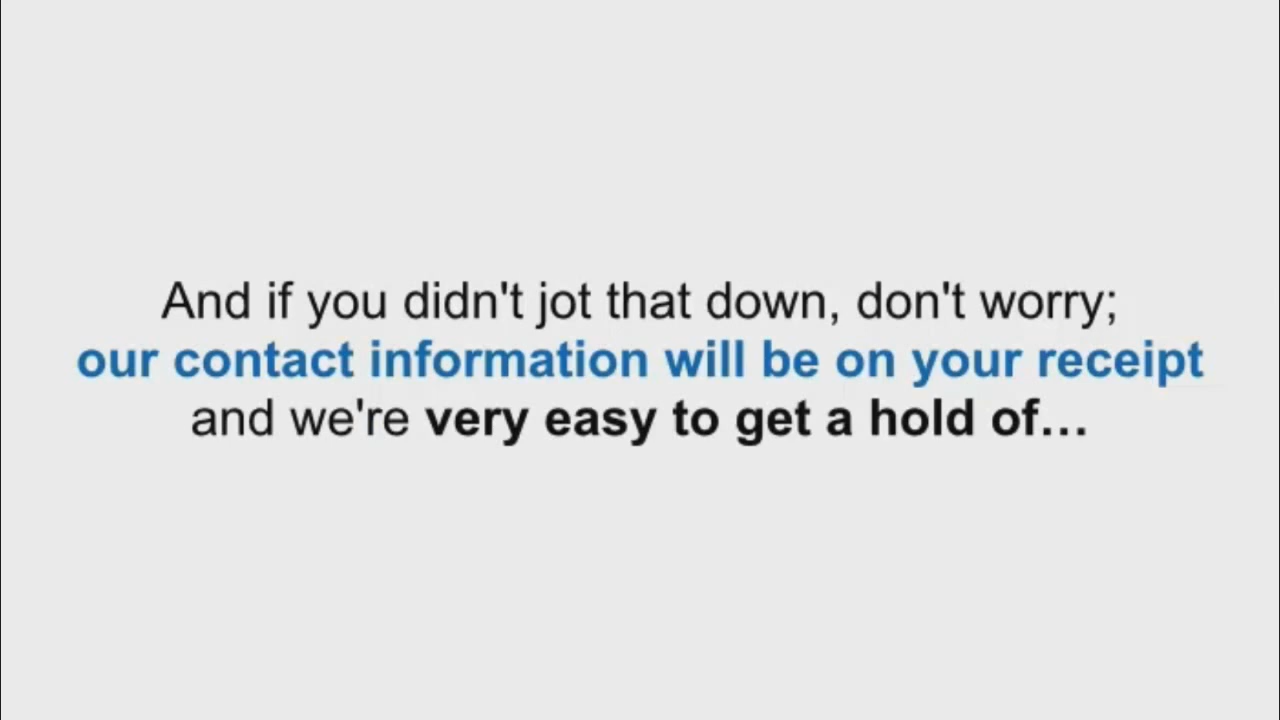 And if you didn't jot that down, don't worry;
our contact information will be on your receipt
and we're very easy to get a hold of...